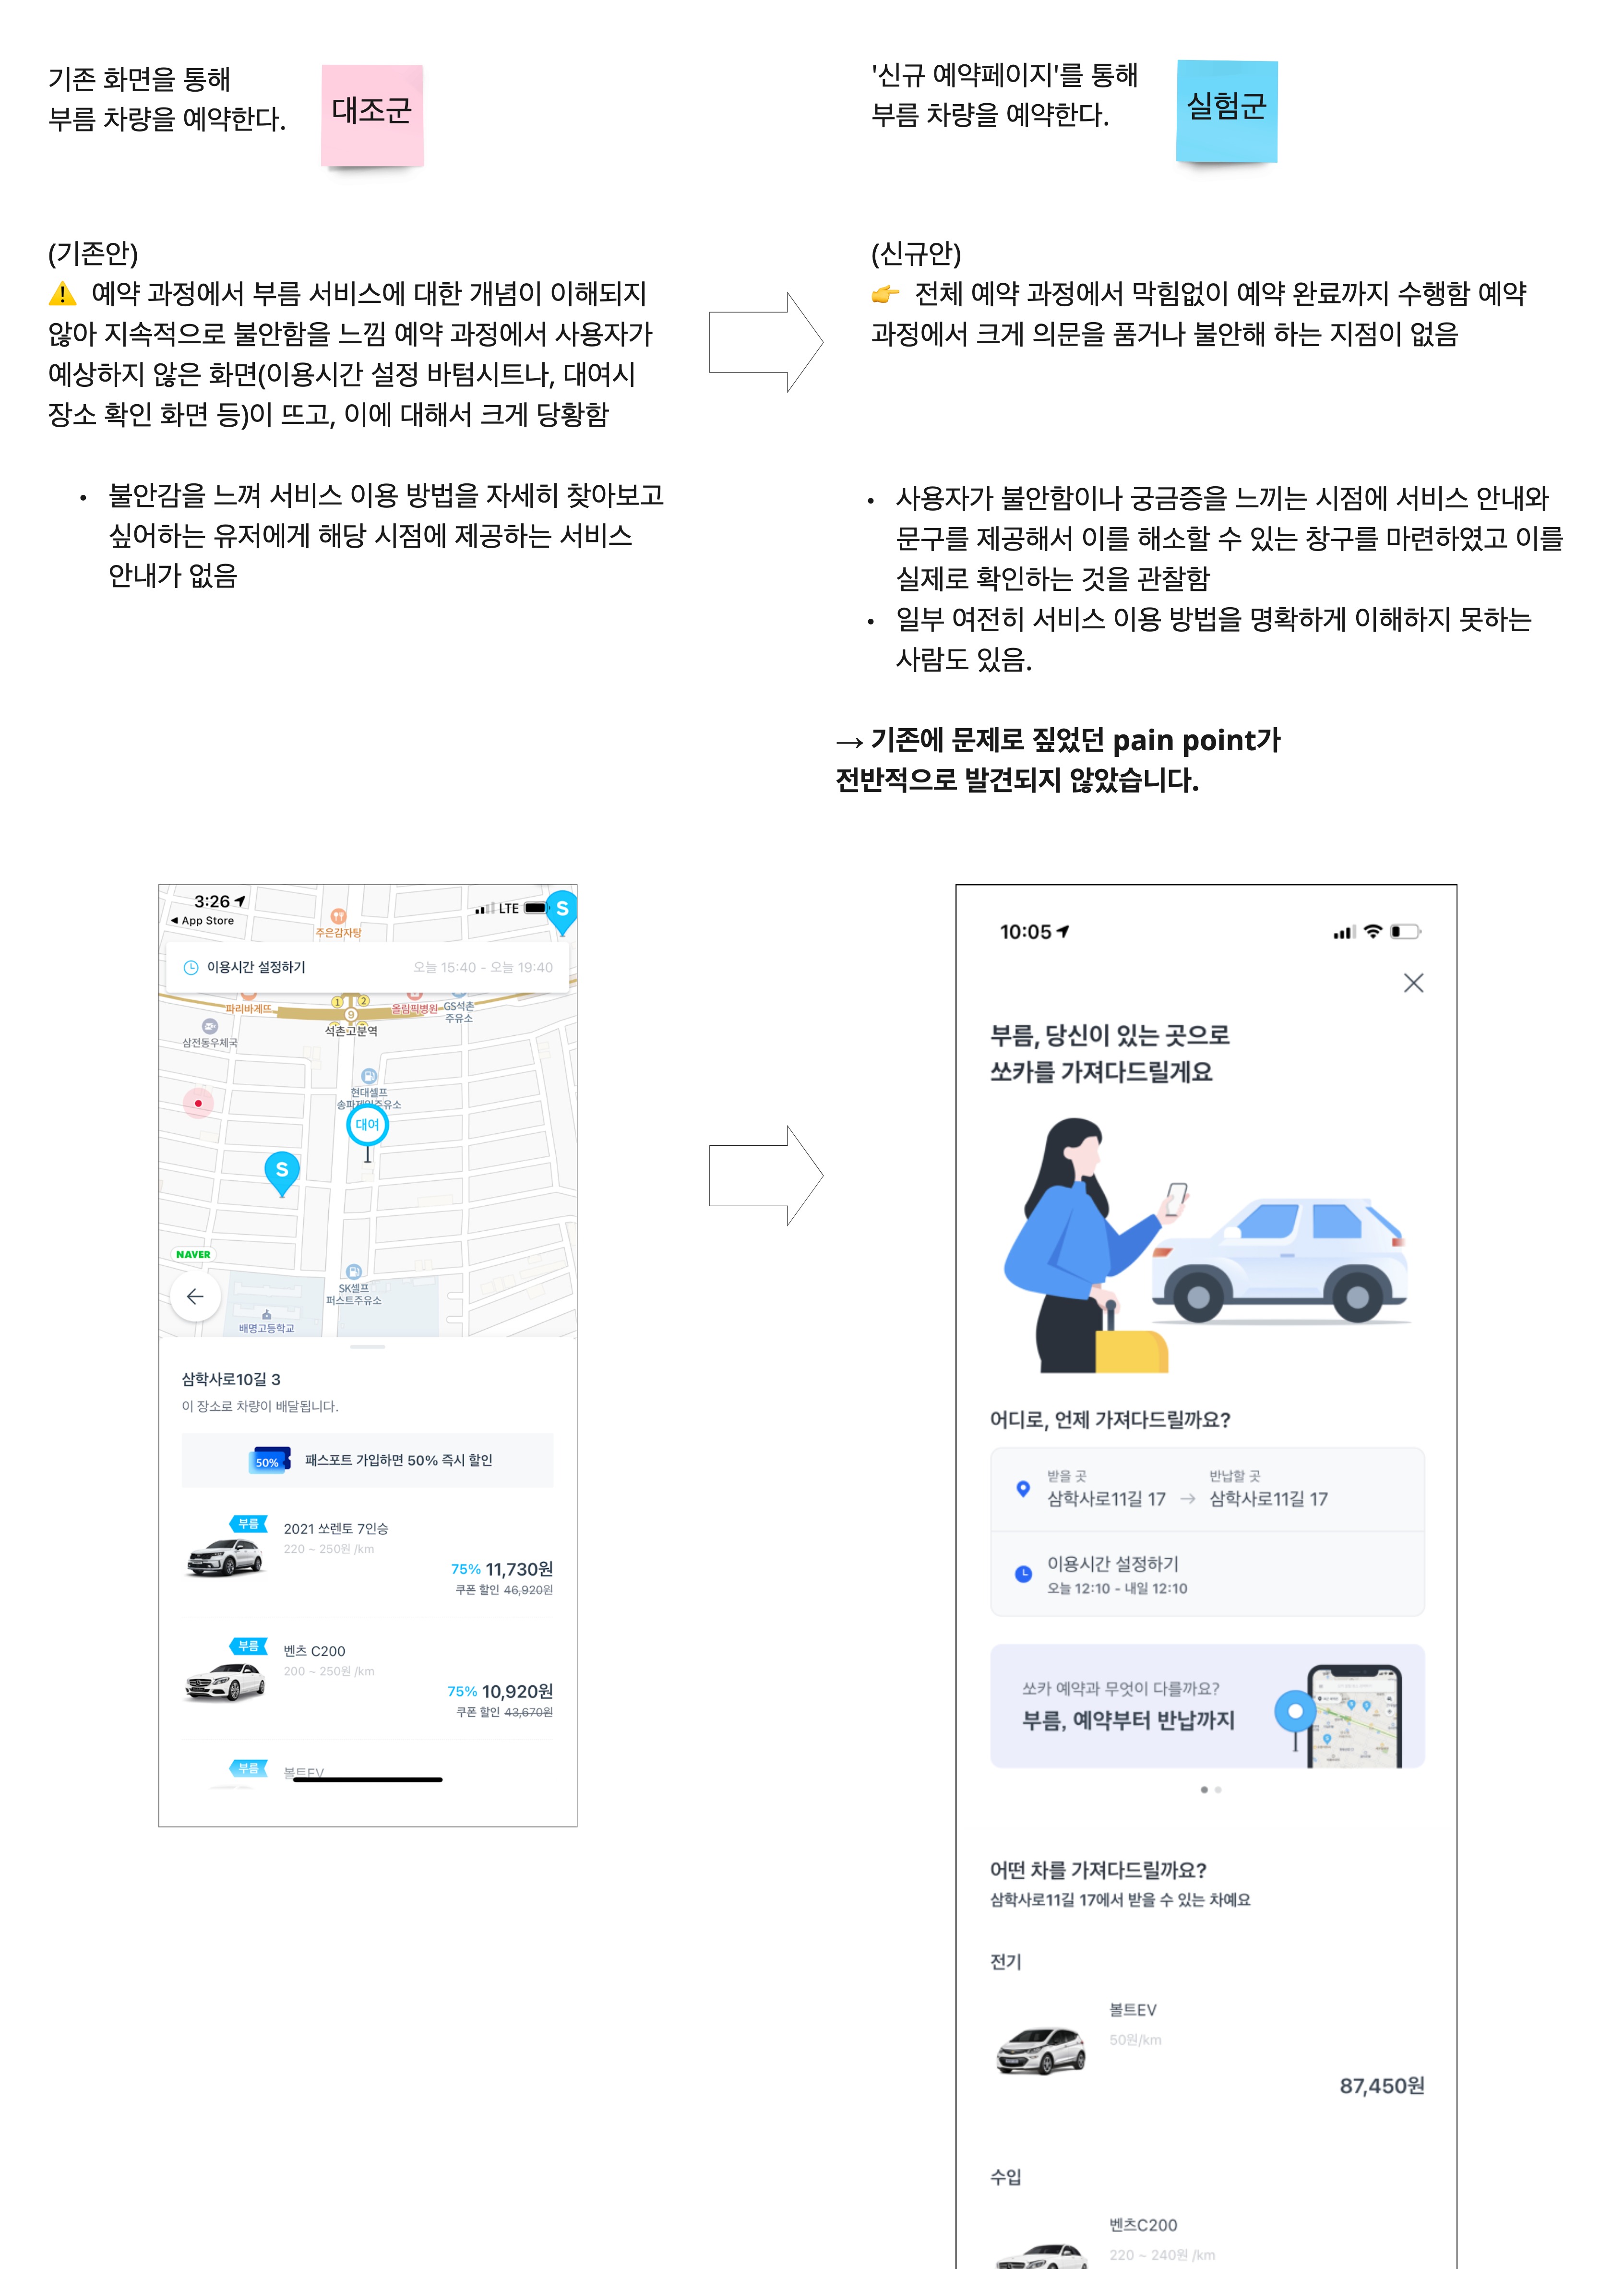 기존 화면을 통해
부름 차량을 예약한다.
대조군
'신규 예약페이지'를 통해
부름 차량을 예약한다.
실험군
(기존안)
⚠️ 예약 과정에서 부름 서비스에 대한 개념이 이해되지
않아 지속적으로 불안함을 느낌 예약 과정에서 사용자가
예상하지 않은 화면(이용시간 설정 바텀시트나, 대여시
장소 확인 화면 등)이 뜨고, 이에 대해서 크게 당황함
• 불안감을 느껴 서비스 이용 방법을 자세히 찾아보고
싶어하는 유저에게 해당 시점에 제공하는 서비스
안내가 없음
(신규안)
👉 전체 예약 과정에서 막힘없이 예약 완료까지 수행함 예약
과정에서 크게 의문을 품거나 불안해 하는 지점이 없음
• 사용자가 불안함이나 궁금증을 느끼는 시점에 서비스 안내와
문구를 제공해서 이를 해소할 수 있는 창구를 마련하였고 이를
실제로 확인하는 것을 관찰함
• 일부 여전히 서비스 이용 방법을 명확하게 이해하지 못하는
사람도 있음.
→ 기존에 문제로 짚었던 pain point가
전반적으로 발견되지 않았습니다.
3:26
LTE
S
◀ App Store
주은감자탕
이용시간 설정하기
오늘 15:40 - 오늘 19:40
파리바게뜨
1
2
9
석촌고분역
올림픽병원
GS석촌
주유소
삼전동우체국
현대셀프
송파제일주유소
대여
S
NAVER
SK셀프
퍼스트주유소
배명고등학교
삼학사로10길 3
이 장소로 차량이 배달됩니다.
50%
패스포트 가입하면 50% 즉시 할인
부름
2021 쏘렌토 7인승
220 ~ 250원 /km
75% 11,730원
쿠폰 할인 46,920원
부름
벤츠 C200
200 ~ 250원 /km
75% 10,920원
쿠폰 할인 43,670원
부름
볼트EV
10:05
부름, 당신이 있는 곳으로
쏘카를 가져다드릴게요
어디로, 언제 가져다드릴까요?
받을 곳
반납할 곳
삼학사로11길 17 → 삼학사로11길 17
이용시간 설정하기
오늘 12:10 - 내일 12:10
쏘카 예약과 무엇이 다를까요?
부름, 예약부터 반납까지
어떤 차를 가져다드릴까요?
삼학사로11길 17에서 받을 수 있는 차예요
전기
볼트EV
50원/km
87,450원
수입
벤츠C200
220 ~ 240원 /km